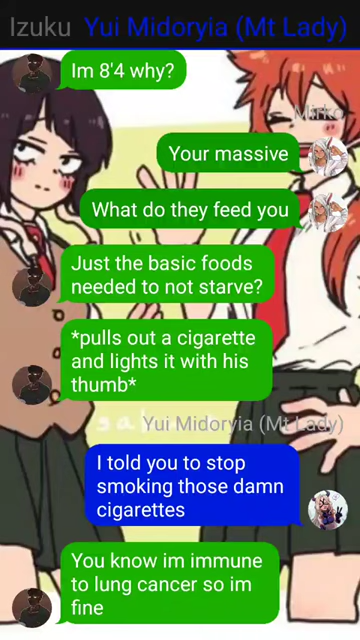 Izuku Yui Midoryia (Mt Lady)
Im 8'4 why?
Mirko
Your massive
What do they feed you
Just the basic foods
needed to not starve?
*pulls out a cigarette
and lights it with his
thumb*
Yui Midoryia (Mt Lady)
I told you to stop
smoking those damn
cigarettes
You know im immune
to lung cancer so im
fine